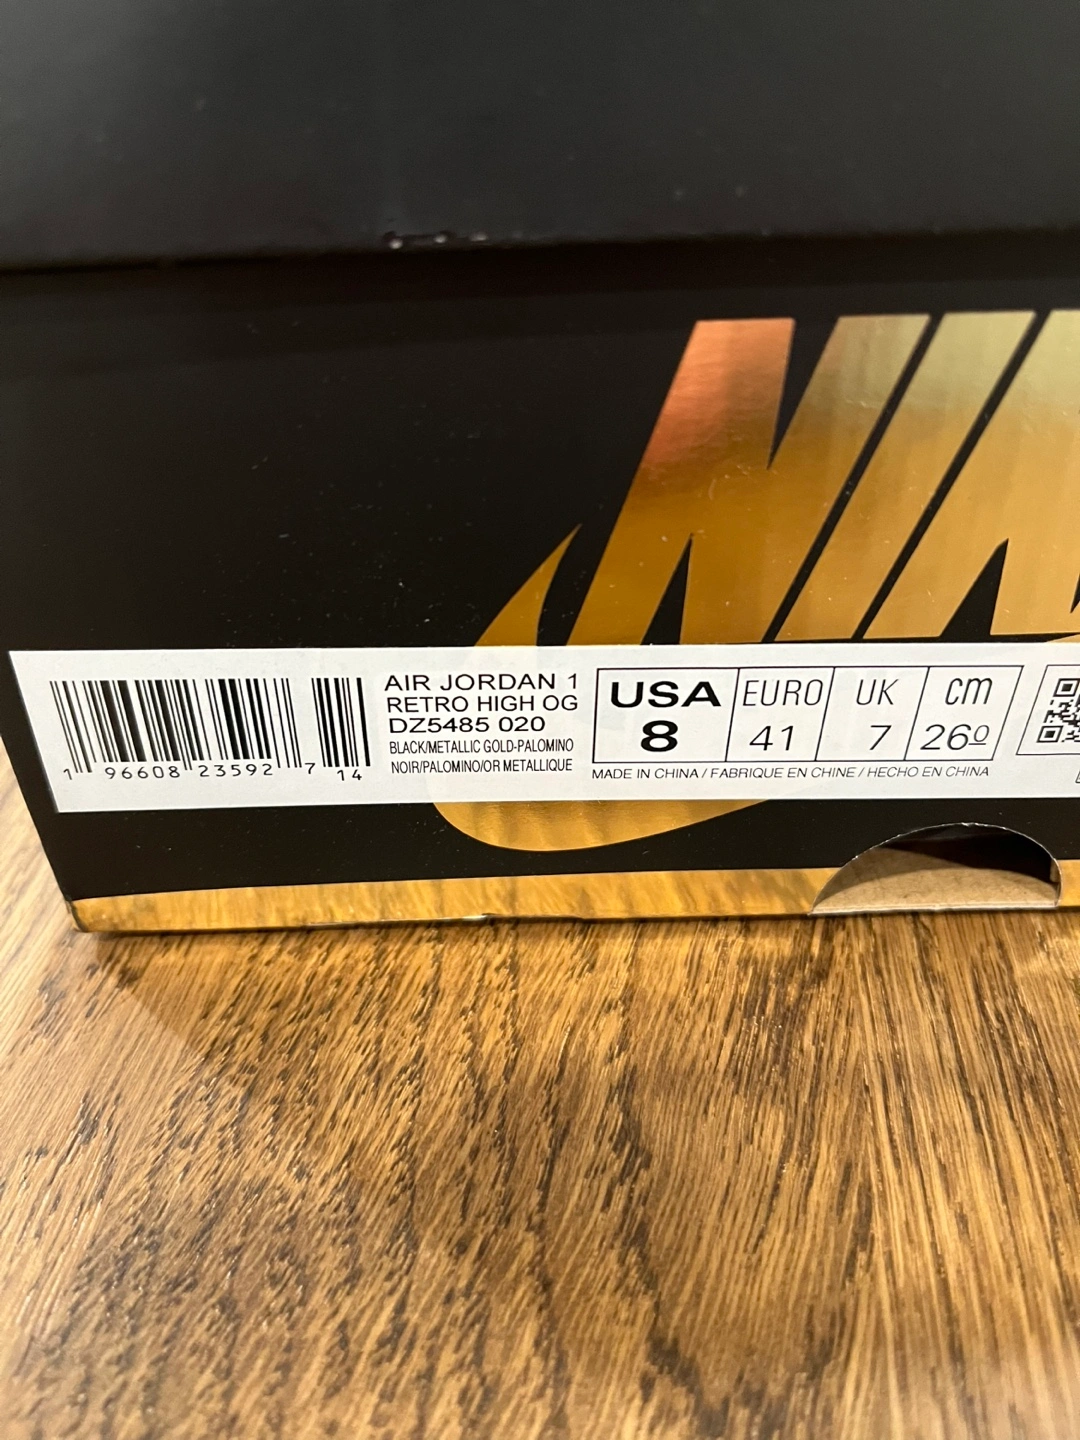 NIK
AIR JORDAN 1
RETRO HIGH OG
DZ5485 020
BLACK/METALLIC GOLD-PALOMINO
NOIR/PALOMINO/OR METALLIQUE
1 96608 23592 7 14
USA EURO UK cm
8 41 7 26º
MADE IN CHINA / FABRIQUE EN CHINE / HECHO EN CHINA